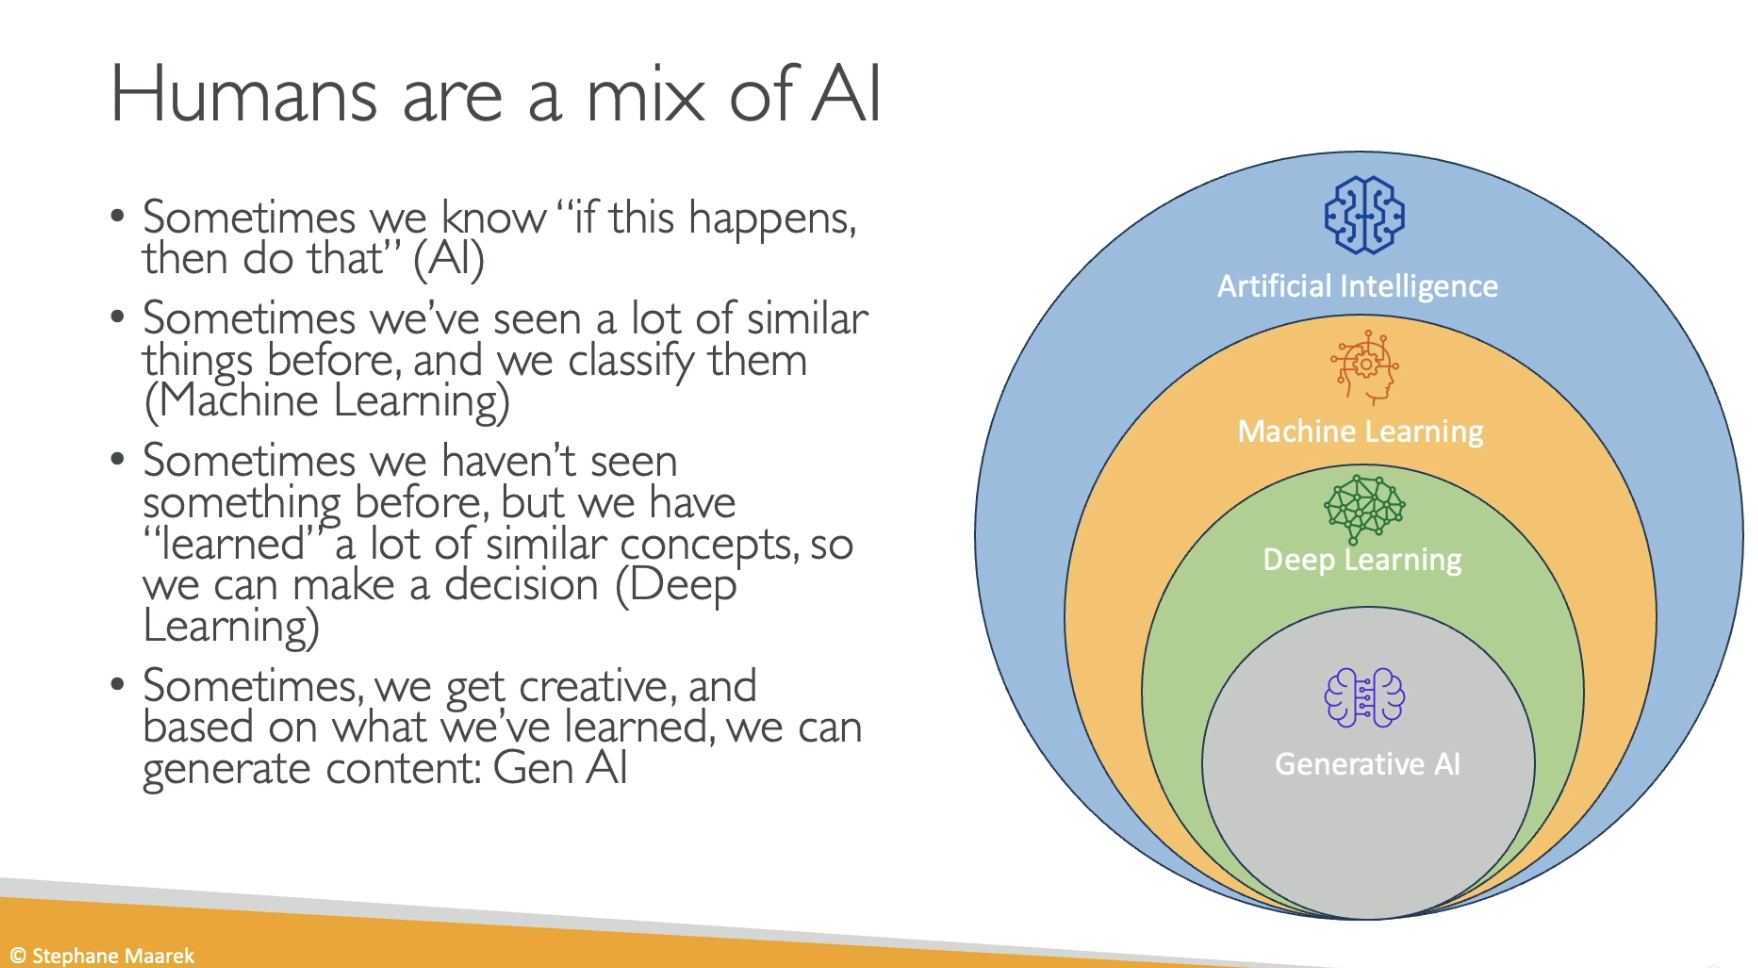 Humans are a mix of AI
• Sometimes we know “if this happens,
then do that” (AI)
• Sometimes we’ve seen a lot of similar
things before, and we classify them
(Machine Learning)
• Sometimes we haven’t seen
something before, but we have
“learned” a lot of similar concepts, so
we can make a decision (Deep
Learning)
• Sometimes, we get creative, and
based on what we’ve learned, we can
generate content: Gen AI
Artificial Intelligence
Machine Learning
Deep Learning
Generative AI
© Stephane Maarek